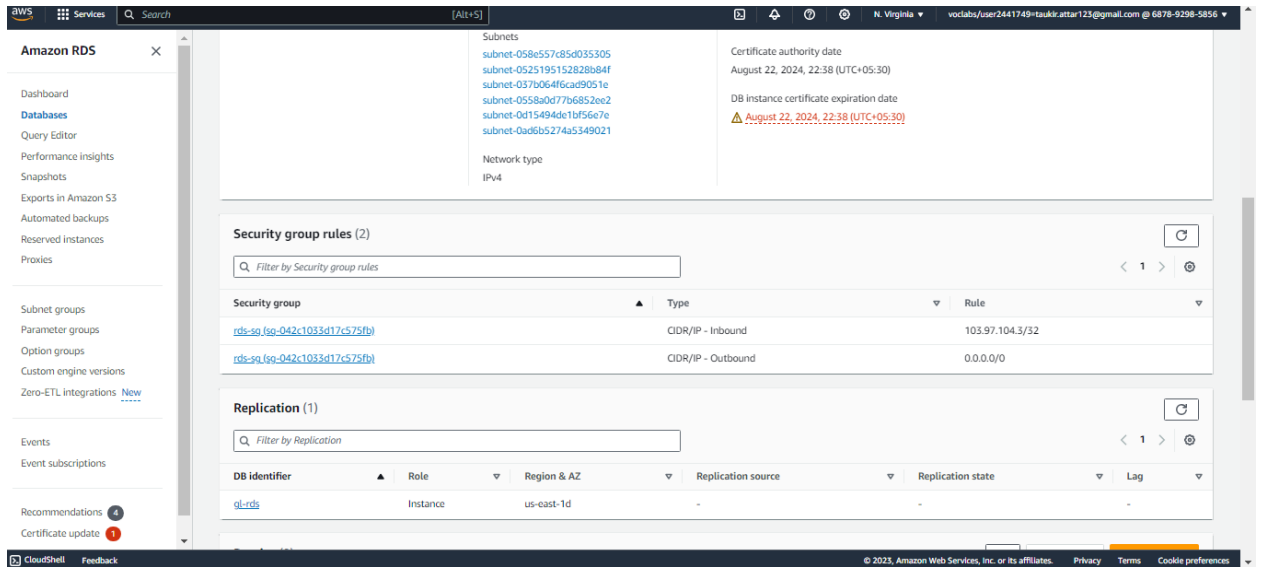 aws Services Search [Alt+S] N. Virginia voclabs/user2441749=taukir.attar123@gmail.com @ 6878-9298-5856
Amazon RDS
Dashboard
Databases
Query Editor
Performance insights
Snapshots
Exports in Amazon S3
Automated backups
Reserved instances
Proxies
Subnet groups
Parameter groups
Option groups
Custom engine versions
Zero-ETL integrations New
Events
Event subscriptions
Recommendations 4
Certificate update 1
Subnets
subnet-058e557c85d035305
subnet-0525195152828b84f
subnet-037b064f6cad9051e
subnet-0558a0d77b6852ee2
subnet-0d15494de1bf56e7e
subnet-0ad6b5274a5349021
Network type
IPv4
Certificate authority date
August 22, 2024, 22:38 (UTC+05:30)
DB instance certificate expiration date
August 22, 2024, 22:38 (UTC+05:30)
Security group rules (2)
Filter by Security group rules
1
Security group Type Rule
rds-sg (sg-042c1033d17c575fb) CIDR/IP - Inbound 103.97.104.3/32
rds-sg (sg-042c1033d17c575fb) CIDR/IP - Outbound 0.0.0.0/0
Replication (1)
Filter by Replication
1
DB identifier Role Region & AZ Replication source Replication state Lag
gl-rds Instance us-east-1d - - -
CloudShell Feedback © 2023, Amazon Web Services, Inc. or its affiliates. Privacy Terms Cookie preferences